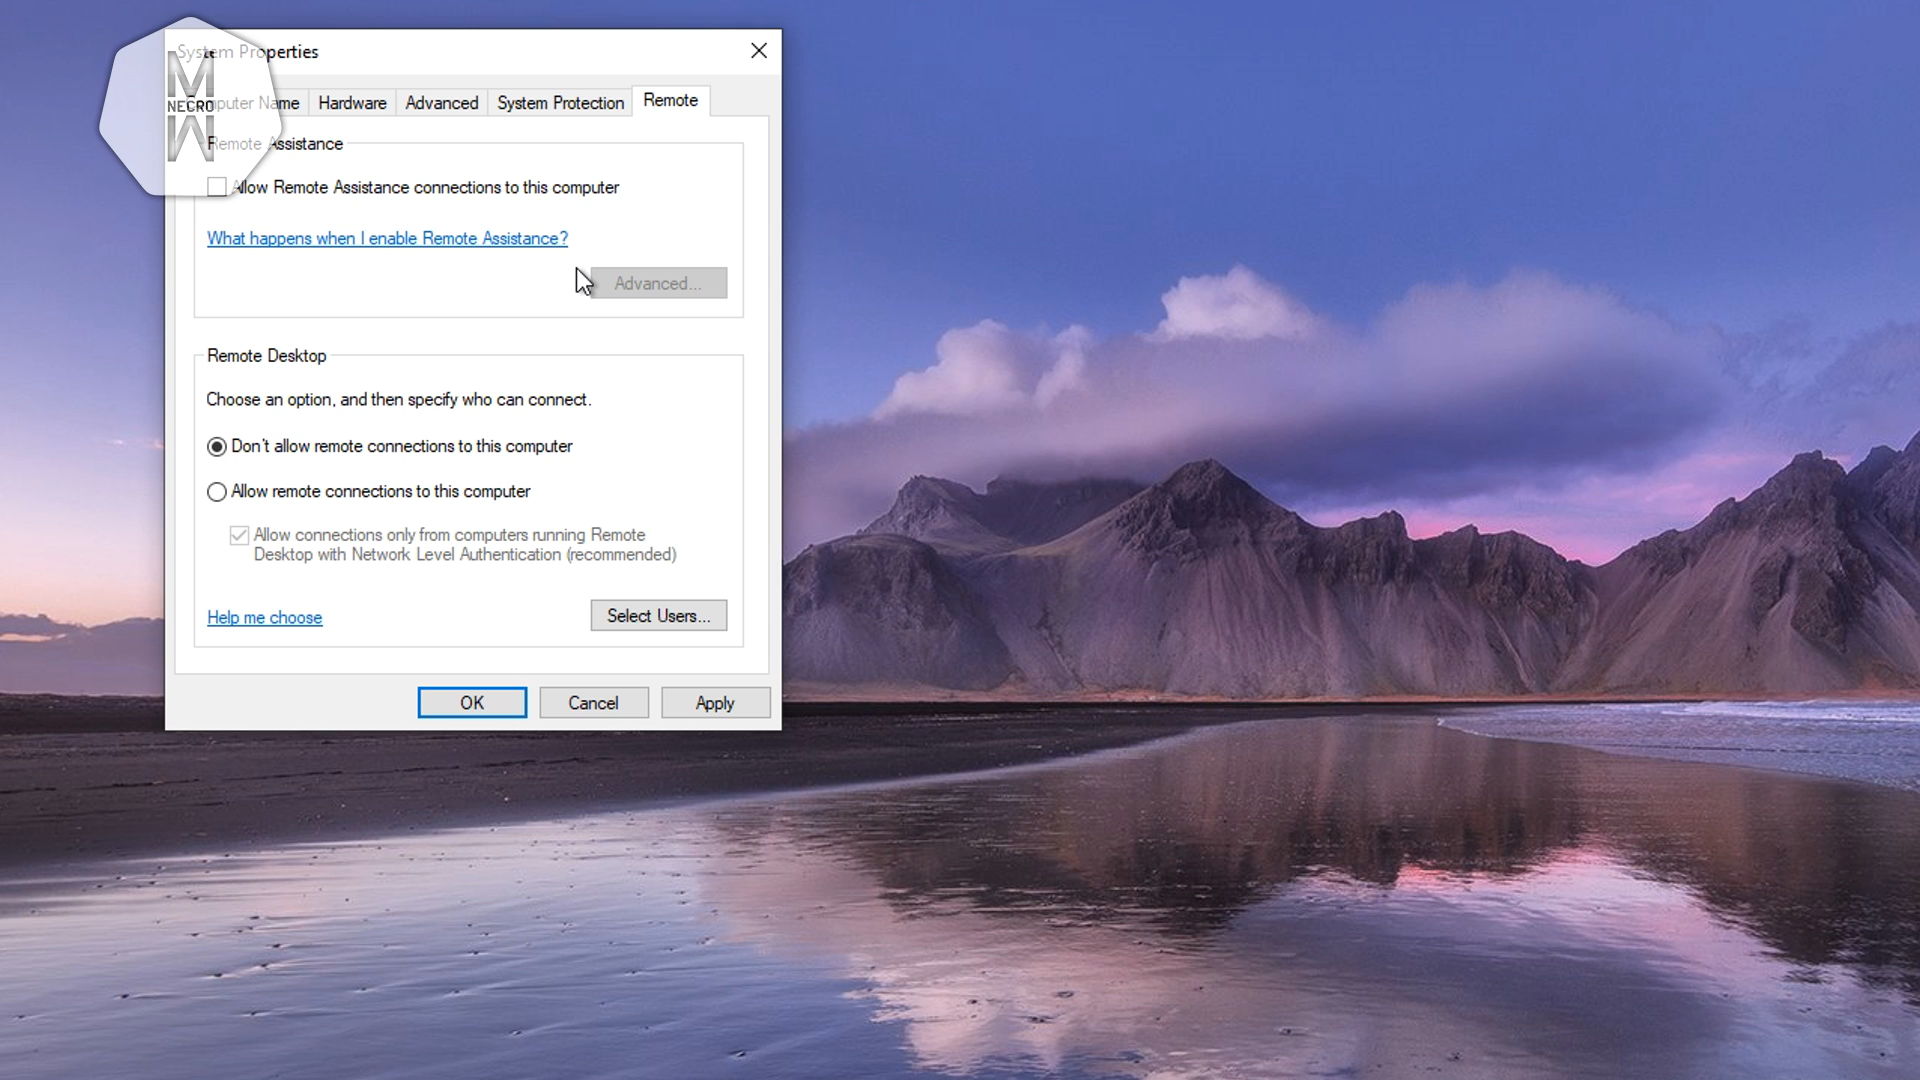 System Properties
NECRO
Computer Name Hardware Advanced System Protection Remote
Remote Assistance
Allow Remote Assistance connections to this computer
What happens when I enable Remote Assistance?
Advanced...
Remote Desktop
Choose an option, and then specify who can connect.
Don't allow remote connections to this computer
Allow remote connections to this computer
Allow connections only from computers running Remote
Desktop with Network Level Authentication (recommended)
Help me choose Select Users...
OK Cancel Apply